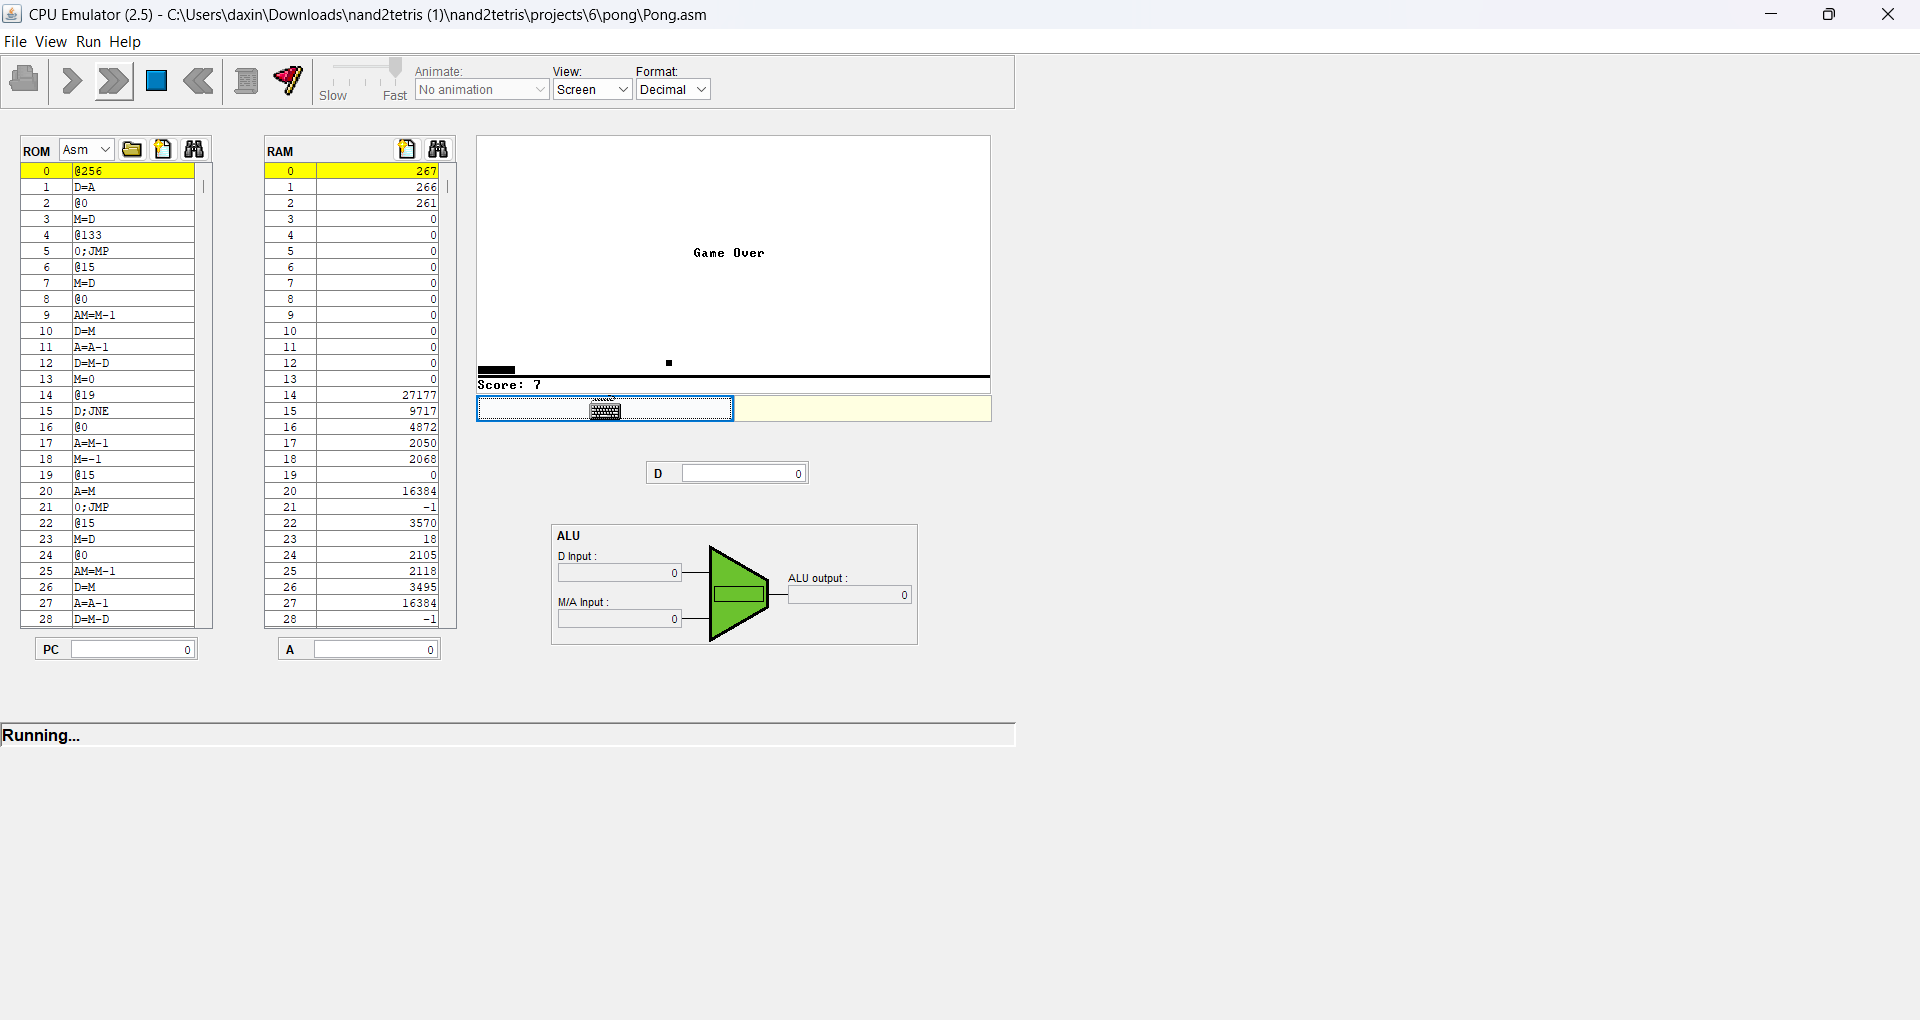 CPU Emulator (2.5) - C:\Users\daxin\Downloads\nand2tetris (1)\nand2tetris\projects\6\pong\Pong.asm
File View Run Help
Slow Fast
Animate:
No animation
View:
Screen
Format:
Decimal
ROM Asm
0 @256
1 D=A
2 @0
3 M=D
4 @133
5 0;JMP
6 @15
7 M=D
8 @0
9 AM=M-1
10 D=M
11 A=A-1
12 D=M-D
13 M=0
14 @19
15 D;JNE
16 @0
17 A=M-1
18 M=-1
19 @15
20 A=M
21 0;JMP
22 @15
23 M=D
24 @0
25 AM=M-1
26 D=M
27 A=A-1
28 D=M-D
PC 0
RAM
0 267
1 266
2 261
3 0
4 0
5 0
6 0
7 0
8 0
9 0
10 0
11 0
12 0
13 0
14 27177
15 9717
16 4872
17 2050
18 2068
19 0
20 16384
21 -1
22 3570
23 18
24 2105
25 2118
26 3495
27 16384
28 -1
A 0
Game Over
Score: 7
D 0
ALU
D Input :
0
M/A Input :
0
ALU output :
0
Running...